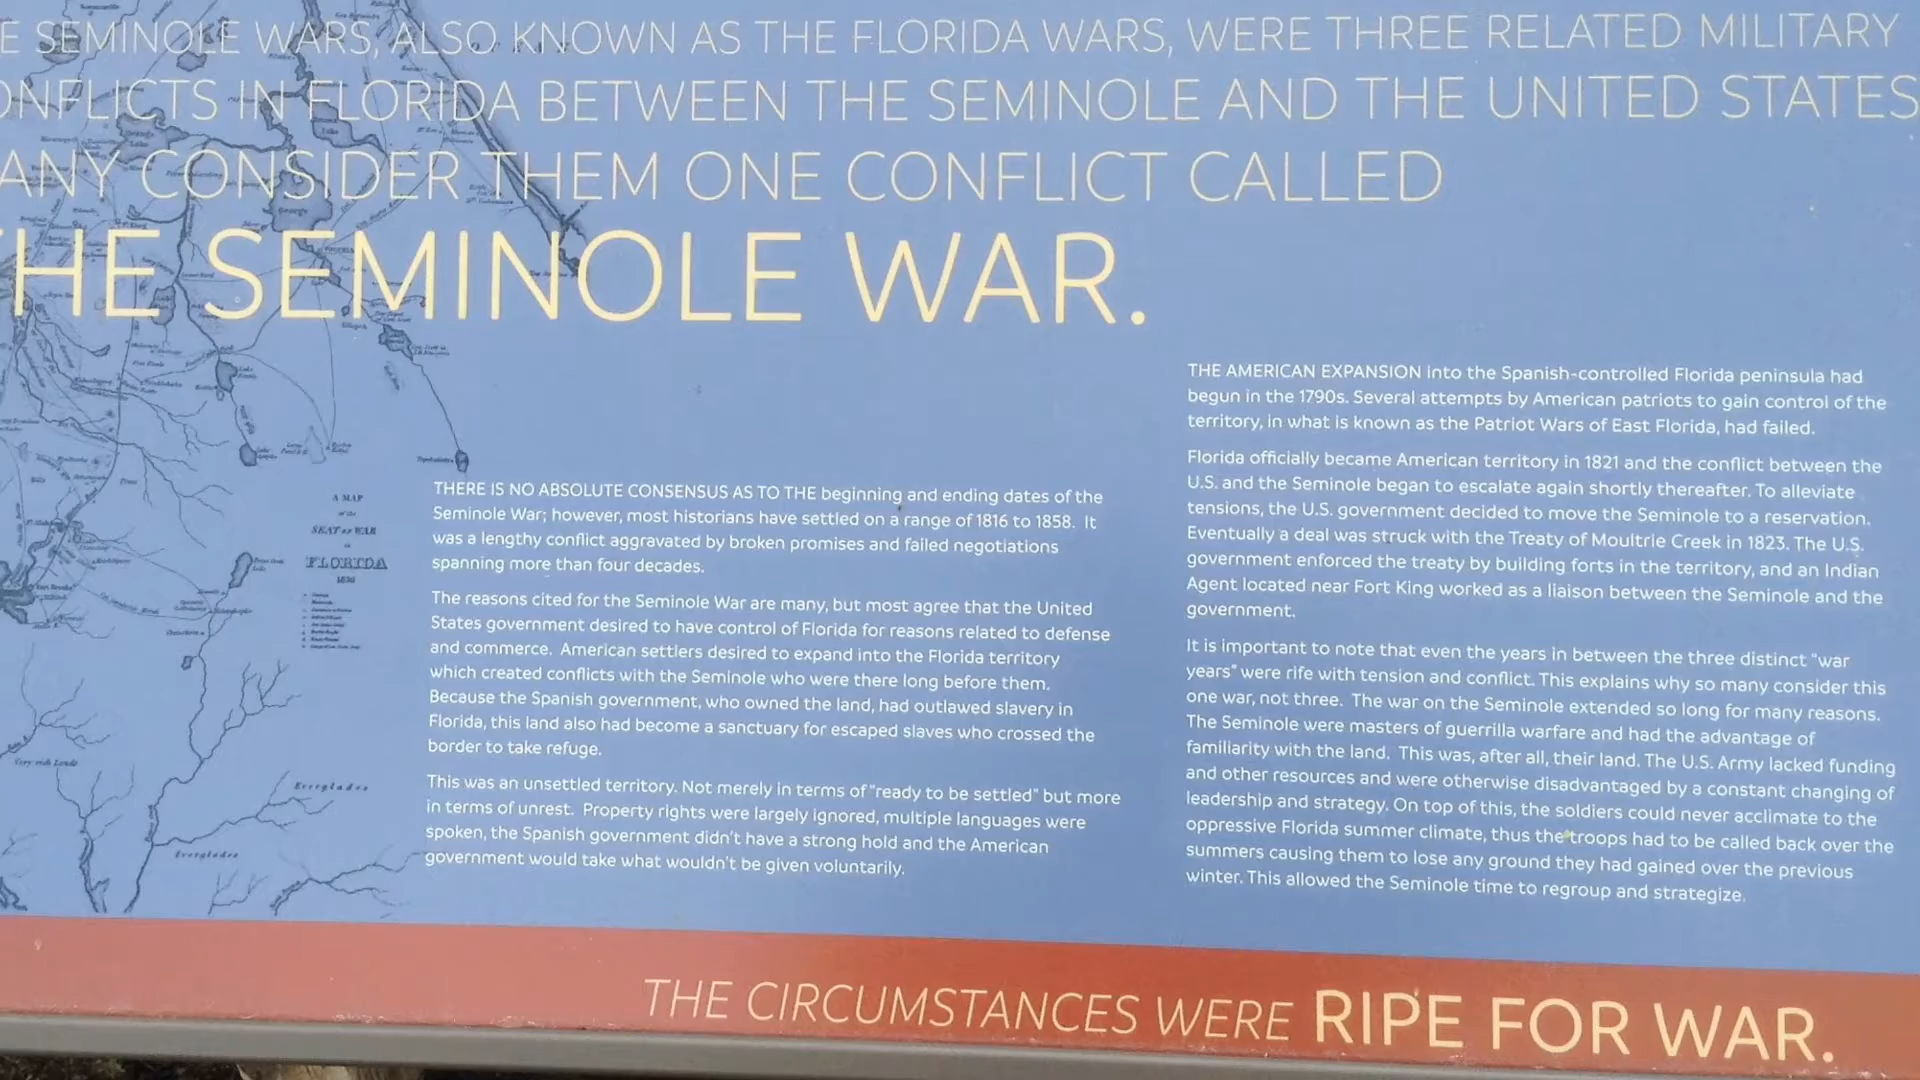 E SEMINOLE WARS, ALSO KNOWN AS THE FLORIDA WARS, WERE THREE RELATED MILITARY
ONFLICTS IN FLORIDA BETWEEN THE SEMINOLE AND THE UNITED STATES
ANY CONSIDER THEM ONE CONFLICT CALLED
HE SEMINOLE WAR.
A MAP
of the
SEAT OF WAR
in
FLORIDA
1836
Everglades
Everglades
THERE IS NO ABSOLUTE CONSENSUS AS TO THE beginning and ending dates of the
Seminole War; however, most historians have settled on a range of 1816 to 1858. It
was a lengthy conflict aggravated by broken promises and failed negotiations
spanning more than four decades.
The reasons cited for the Seminole War are many, but most agree that the United
States government desired to have control of Florida for reasons related to defense
and commerce. American settlers desired to expand into the Florida territory
which created conflicts with the Seminole who were there long before them.
Because the Spanish government, who owned the land, had outlawed slavery in
Florida, this land also had become a sanctuary for escaped slaves who crossed the
border to take refuge.
This was an unsettled territory. Not merely in terms of "ready to be settled" but more
in terms of unrest. Property rights were largely ignored, multiple languages were
spoken, the Spanish government didn't have a strong hold and the American
government would take what wouldn't be given voluntarily.
THE AMERICAN EXPANSION into the Spanish-controlled Florida peninsula had
begun in the 1790s. Several attempts by American patriots to gain control of the
territory, in what is known as the Patriot Wars of East Florida, had failed.
Florida officially became American territory in 1821 and the conflict between the
U.S. and the Seminole began to escalate again shortly thereafter. To alleviate
tensions, the U.S. government decided to move the Seminole to a reservation.
Eventually a deal was struck with the Treaty of Moultrie Creek in 1823. The U.S.
government enforced the treaty by building forts in the territory, and an Indian
Agent located near Fort King worked as a liaison between the Seminole and the
government.
It is important to note that even the years in between the three distinct "war
years" were rife with tension and conflict. This explains why so many consider this
one war, not three. The war on the Seminole extended so long for many reasons.
The Seminole were masters of guerrilla warfare and had the advantage of
familiarity with the land. This was, after all, their land. The U.S. Army lacked funding
and other resources and were otherwise disadvantaged by a constant changing of
leadership and strategy. On top of this, the soldiers could never acclimate to the
oppressive Florida summer climate, thus the troops had to be called back over the
summers causing them to lose any ground they had gained over the previous
winter. This allowed the Seminole time to regroup and strategize.
THE CIRCUMSTANCES WERE RIPE FOR WAR.